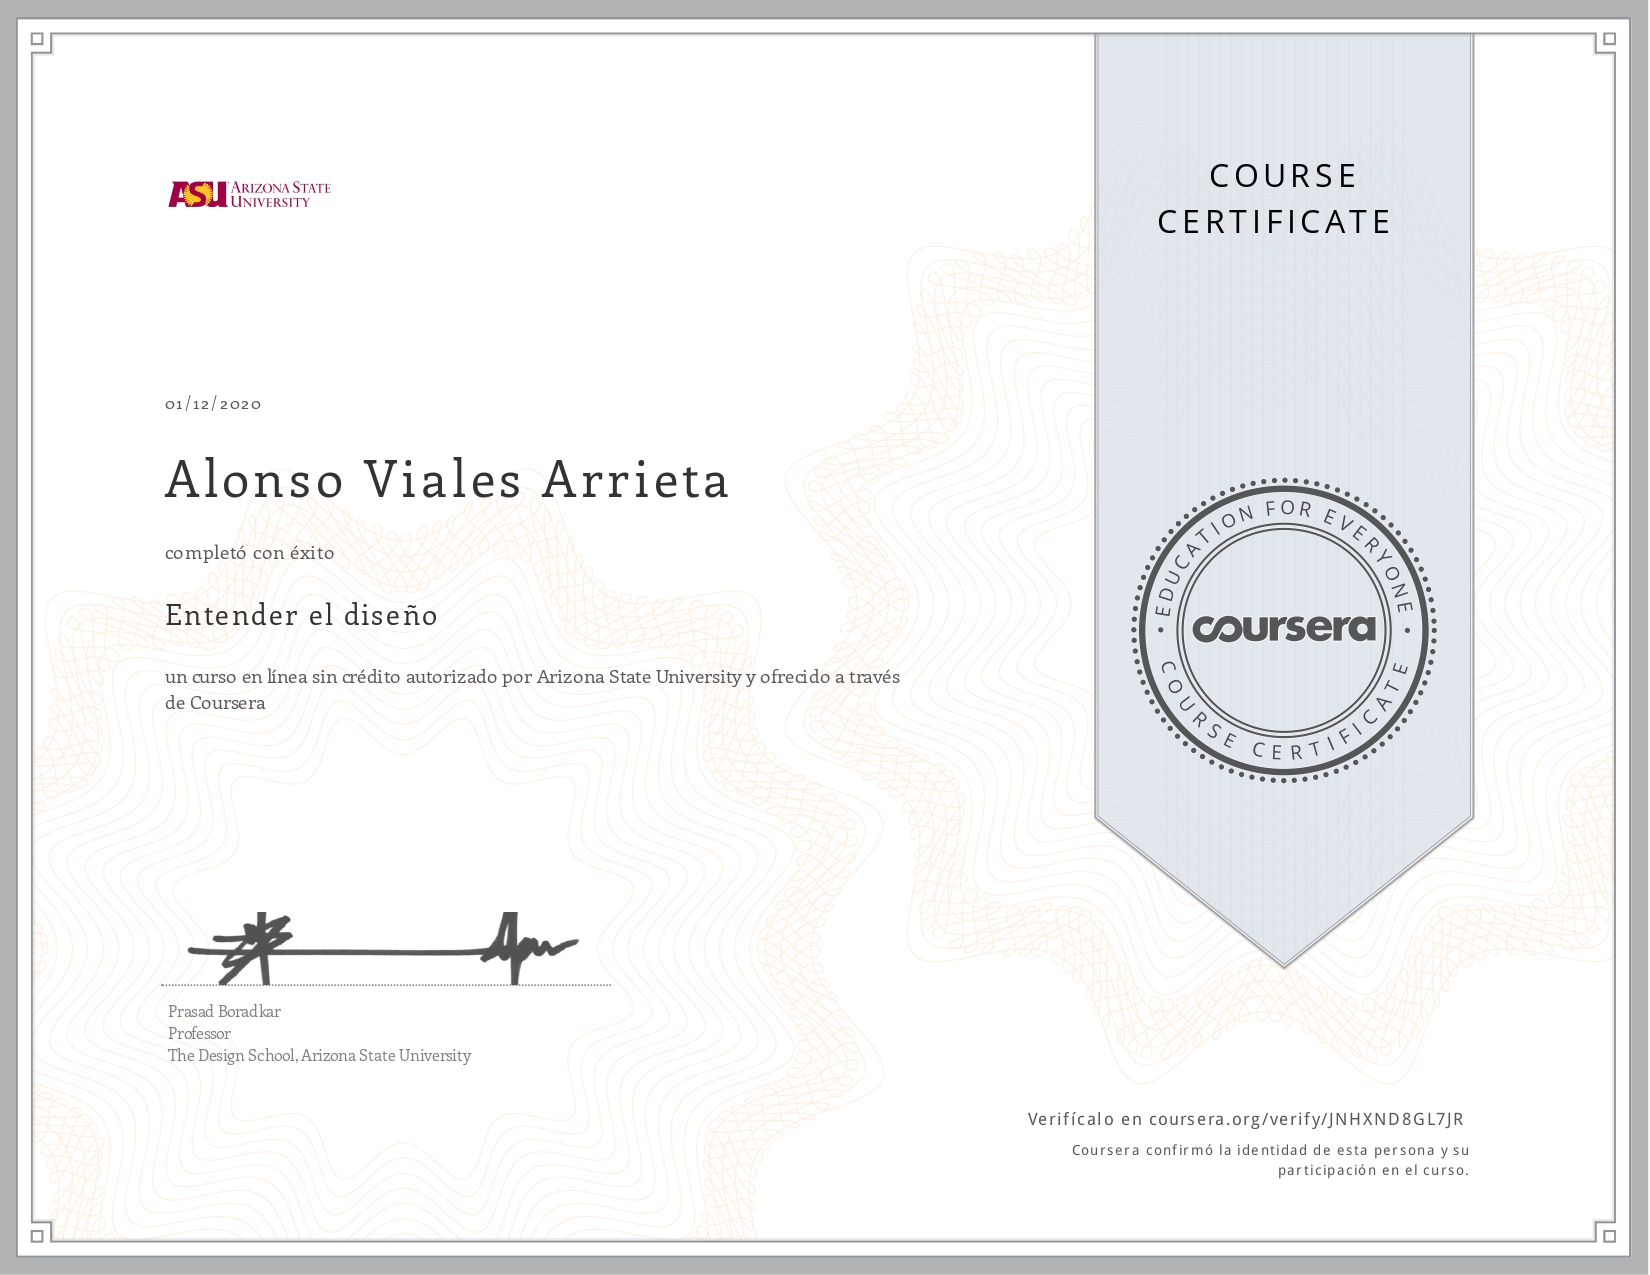 ASU ARIZONA STATE
UNIVERSITY
COURSE
CERTIFICATE
01/12/2020
Alonso Viales Arrieta
completó con éxito
Entender el diseño
un curso en línea sin crédito autorizado por Arizona State University y ofrecido a través
de Coursera
EDUCATION FOR EVERYONE
coursera
COURSE CERTIFICATE
Prasad Boradkar
Professor
The Design School, Arizona State University
Verifícalo en coursera.org/verify/JNHXND8GL7JR
Coursera confirmó la identidad de esta persona y su
participación en el curso.